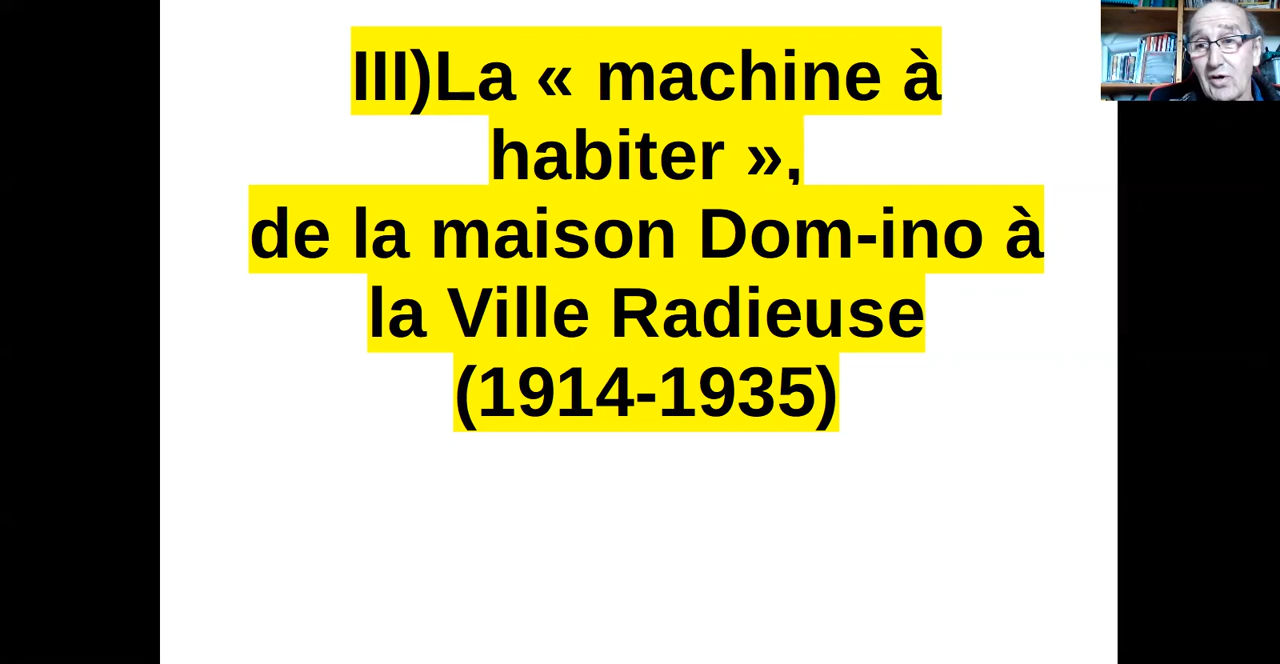 III)La « machine à
habiter »,
de la maison Dom-ino à
la Ville Radieuse
(1914-1935)